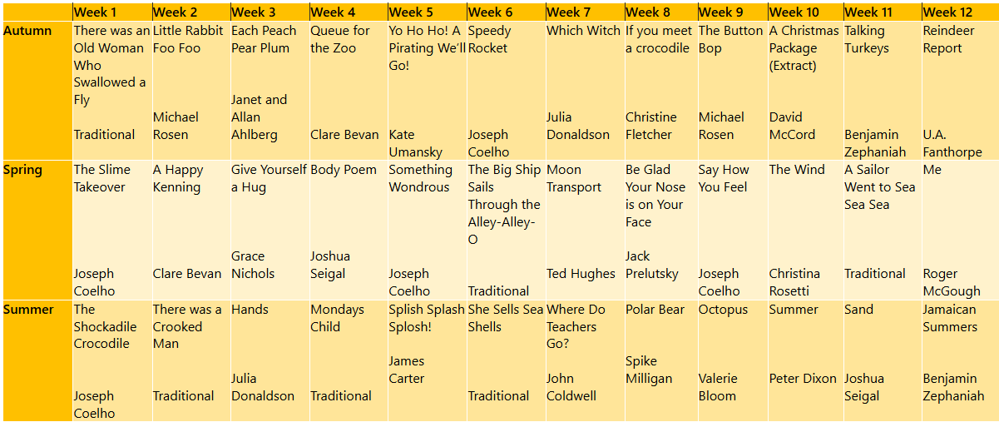 Week 1 Week 2 Week 3 Week 4 Week 5 Week 6 Week 7 Week 8 Week 9 Week 10 Week 11 Week 12
Autumn
There was an
Old Woman
Who
Swallowed a
Fly
Traditional
Little Rabbit
Foo Foo
Michael
Rosen
Each Peach
Pear Plum
Janet and
Allan
Ahlberg
Queue for
the Zoo
Clare Bevan
Yo Ho Ho! A
Pirating We'll
Go!
Kate
Umansky
Speedy
Rocket
Joseph
Coelho
Which Witch
Julia
Donaldson
If you meet
a crocodile
Christine
Fletcher
The Button
Bop
Michael
Rosen
A Christmas
Package
(Extract)
David
McCord
Talking
Turkeys
Benjamin
Zephaniah
Reindeer
Report
U.A.
Fanthorpe
Spring
The Slime
Takeover
Joseph
Coelho
A Happy
Kenning
Clare Bevan
Give Yourself
a Hug
Grace
Nichols
Body Poem
Joshua
Seigal
Something
Wondrous
Joseph
Coelho
The Big Ship
Sails
Through the
Alley-Alley-
O
Traditional
Moon
Transport
Ted Hughes
Be Glad
Your Nose
is on Your
Face
Jack
Prelutsky
Say How
You Feel
Joseph
Coelho
The Wind
Christina
Rosetti
A Sailor
Went to Sea
Sea Sea
Traditional
Me
Roger
McGough
Summer
The
Shockadile
Crocodile
Joseph
Coelho
There was a
Crooked
Man
Traditional
Hands
Julia
Donaldson
Mondays
Child
Traditional
Splish Splash
Splosh!
James
Carter
She Sells Sea
Shells
Traditional
Where Do
Teachers
Go?
John
Coldwell
Polar Bear
Spike
Milligan
Octopus
Valerie
Bloom
Summer
Peter Dixon
Sand
Joshua
Seigal
Jamaican
Summers
Benjamin
Zephaniah